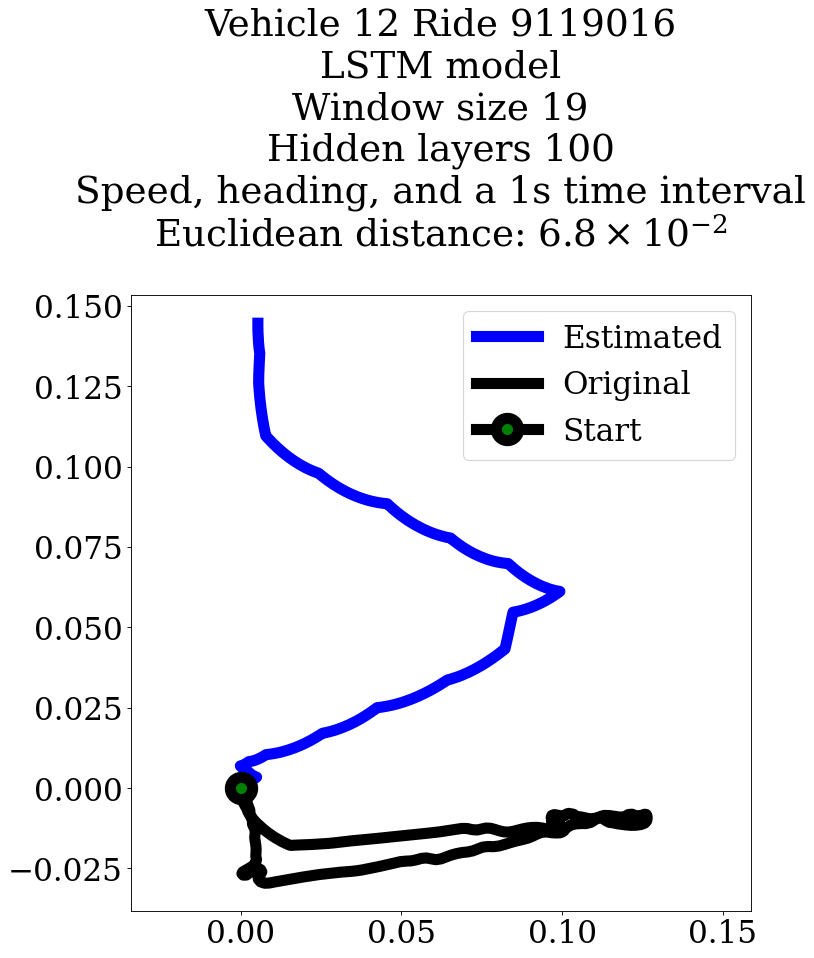 Vehicle 12 Ride 9119016
LSTM model
Window size 19
Hidden layers 100
Speed, heading, and a 1s time interval
Euclidean distance: 6.8 × 10⁻²
0.150
0.125
0.100
0.075
0.050
0.025
0.000
−0.025
Estimated
Original
Start
0.00 0.05 0.10 0.15